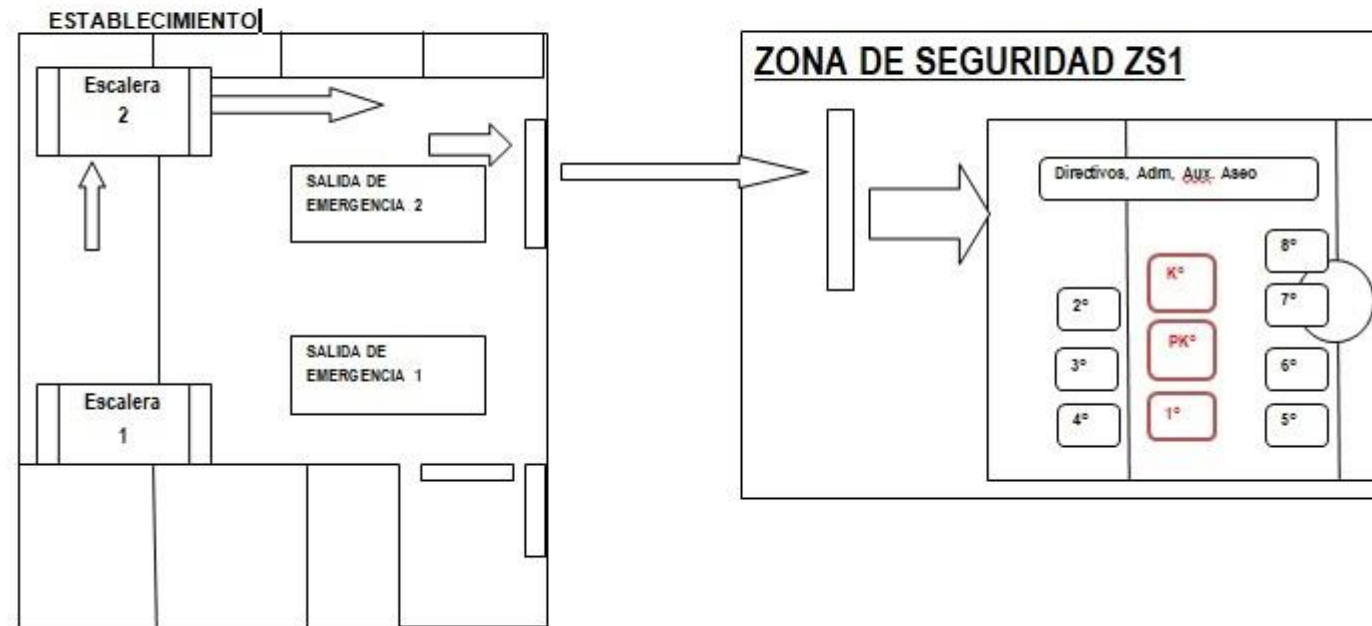 ESTABLECIMIENTO
Escalera
2
SALIDA DE
EMERGENCIA 2
SALIDA DE
EMERGENCIA 1
Escalera
1
ZONA DE SEGURIDAD ZS1
Directivos, Adm, Aux. Aseo
8°
K°
7°
2°
PK°
3°
6°
1°
4°
5°